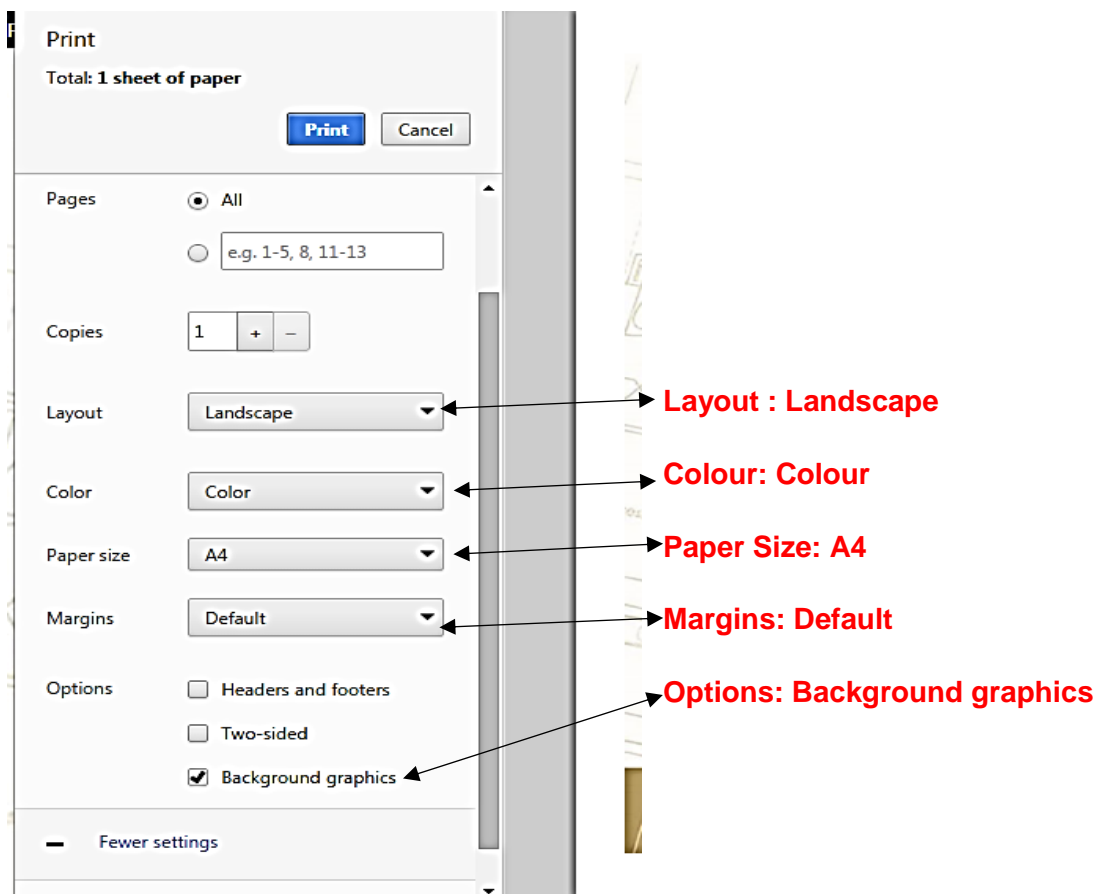 Print
Total: 1 sheet of paper
Print Cancel
Pages All
e.g. 1-5, 8, 11-13
Copies 1 + −
Layout Landscape Layout : Landscape
Color Color Colour: Colour
Paper size A4 Paper Size: A4
Margins Default Margins: Default
Options Headers and footers Options: Background graphics
Two-sided
Background graphics
Fewer settings